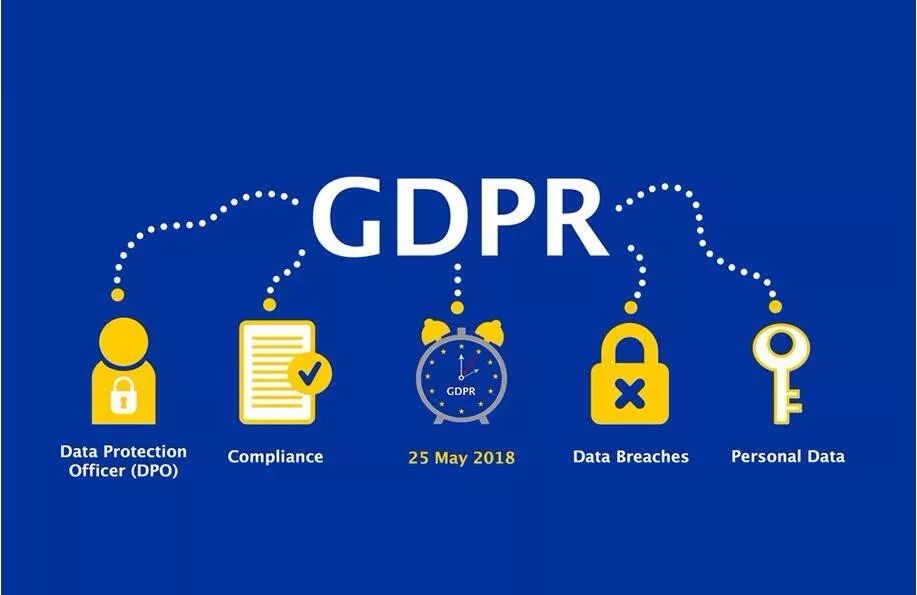 GDPR
GDPR
Data Protection
Officer (DPO)
Compliance
25 May 2018
Data Breaches
Personal Data